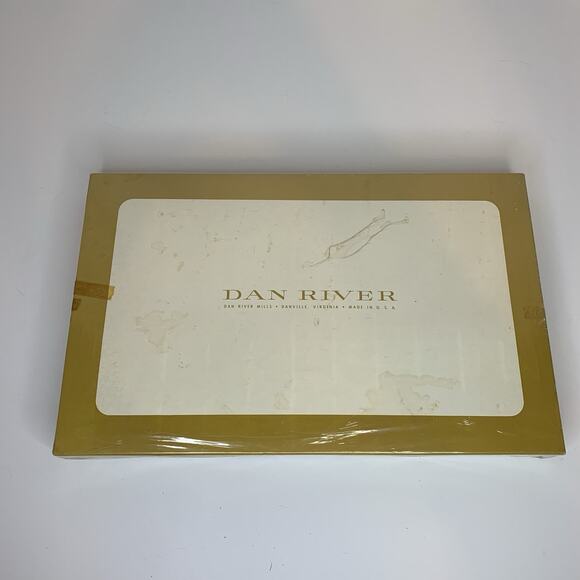 DAN RIVER
DAN RIVER MILLS • DANVILLE, VIRGINIA • MADE IN U. S. A.